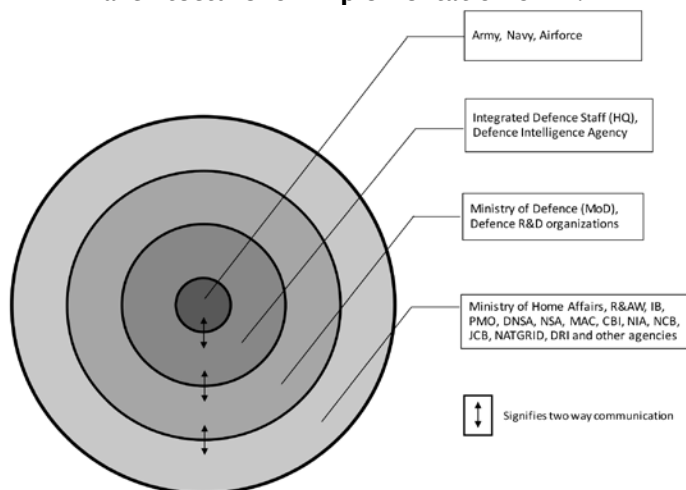 Army, Navy, Airforce
Integrated Defence Staff (HQ),
Defence Intelligence Agency
Ministry of Defence (MoD),
Defence R&D organizations
Ministry of Home Affairs, R&AW, IB,
PMO, DNSA, NSA, MAC, CBI, NIA, NCB,
JCB, NATGRID, DRI and other agencies
Signifies two way communication